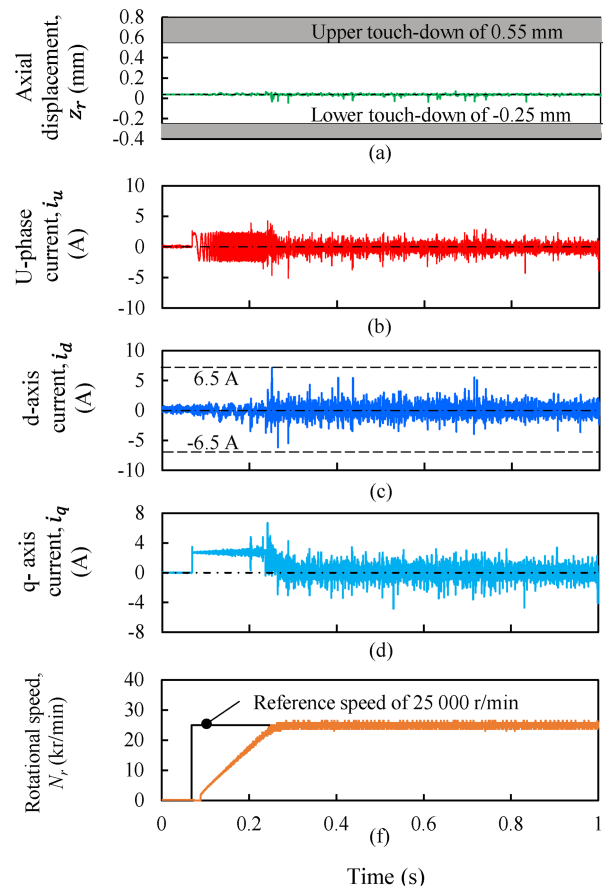 Axial
displacement,
z_r (mm)
0.8
0.6
0.4
0.2
0
-0.2
-0.4
Upper touch-down of 0.55 mm
Lower touch-down of -0.25 mm
(a)
U-phase
current, i_u
(A)
10
5
0
-5
-10
(b)
d-axis
current, i_d
(A)
10
5
0
-5
-10
6.5 A
-6.5 A
(c)
q- axis
current, i_q
(A)
8
4
0
-4
-8
(d)
Rotational speed,
N_r (kr/min)
40
30
20
10
0
Reference speed of 25 000 r/min
(f)
0 0.2 0.4 0.6 0.8 1
Time (s)